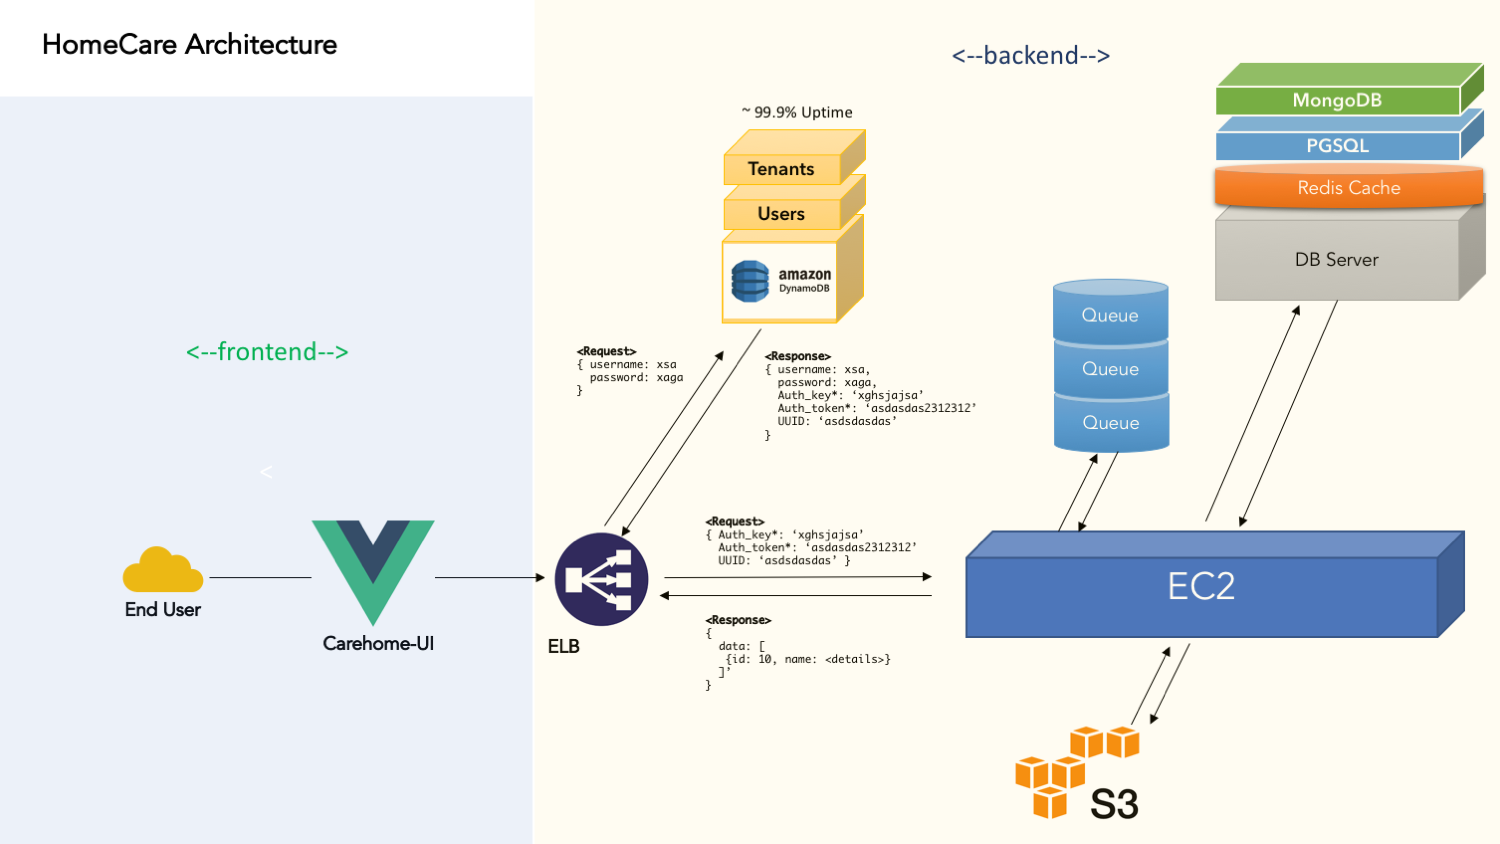 HomeCare Architecture
<--backend-->
MongoDB
PGSQL
Redis Cache
DB Server
~ 99.9% Uptime
Tenants
Users
amazon
DynamoDB
Queue
Queue
Queue
<--frontend-->
<
<Request>
{ username: xsa
password: xaga
}
<Response>
{ username: xsa,
password: xaga,
Auth_key*: ‘xghsjajsa’
Auth_token*: ‘asdasdas2312312’
UUID: ‘asdsdasdas’
}
<Request>
{ Auth_key*: ‘xghsjajsa’
Auth_token*: ‘asdasdas2312312’
UUID: ‘asdsdasdas’ }
End User
Carehome-UI
ELB
EC2
<Response>
{
data: [
{id: 10, name: <details>}
]’
}
S3